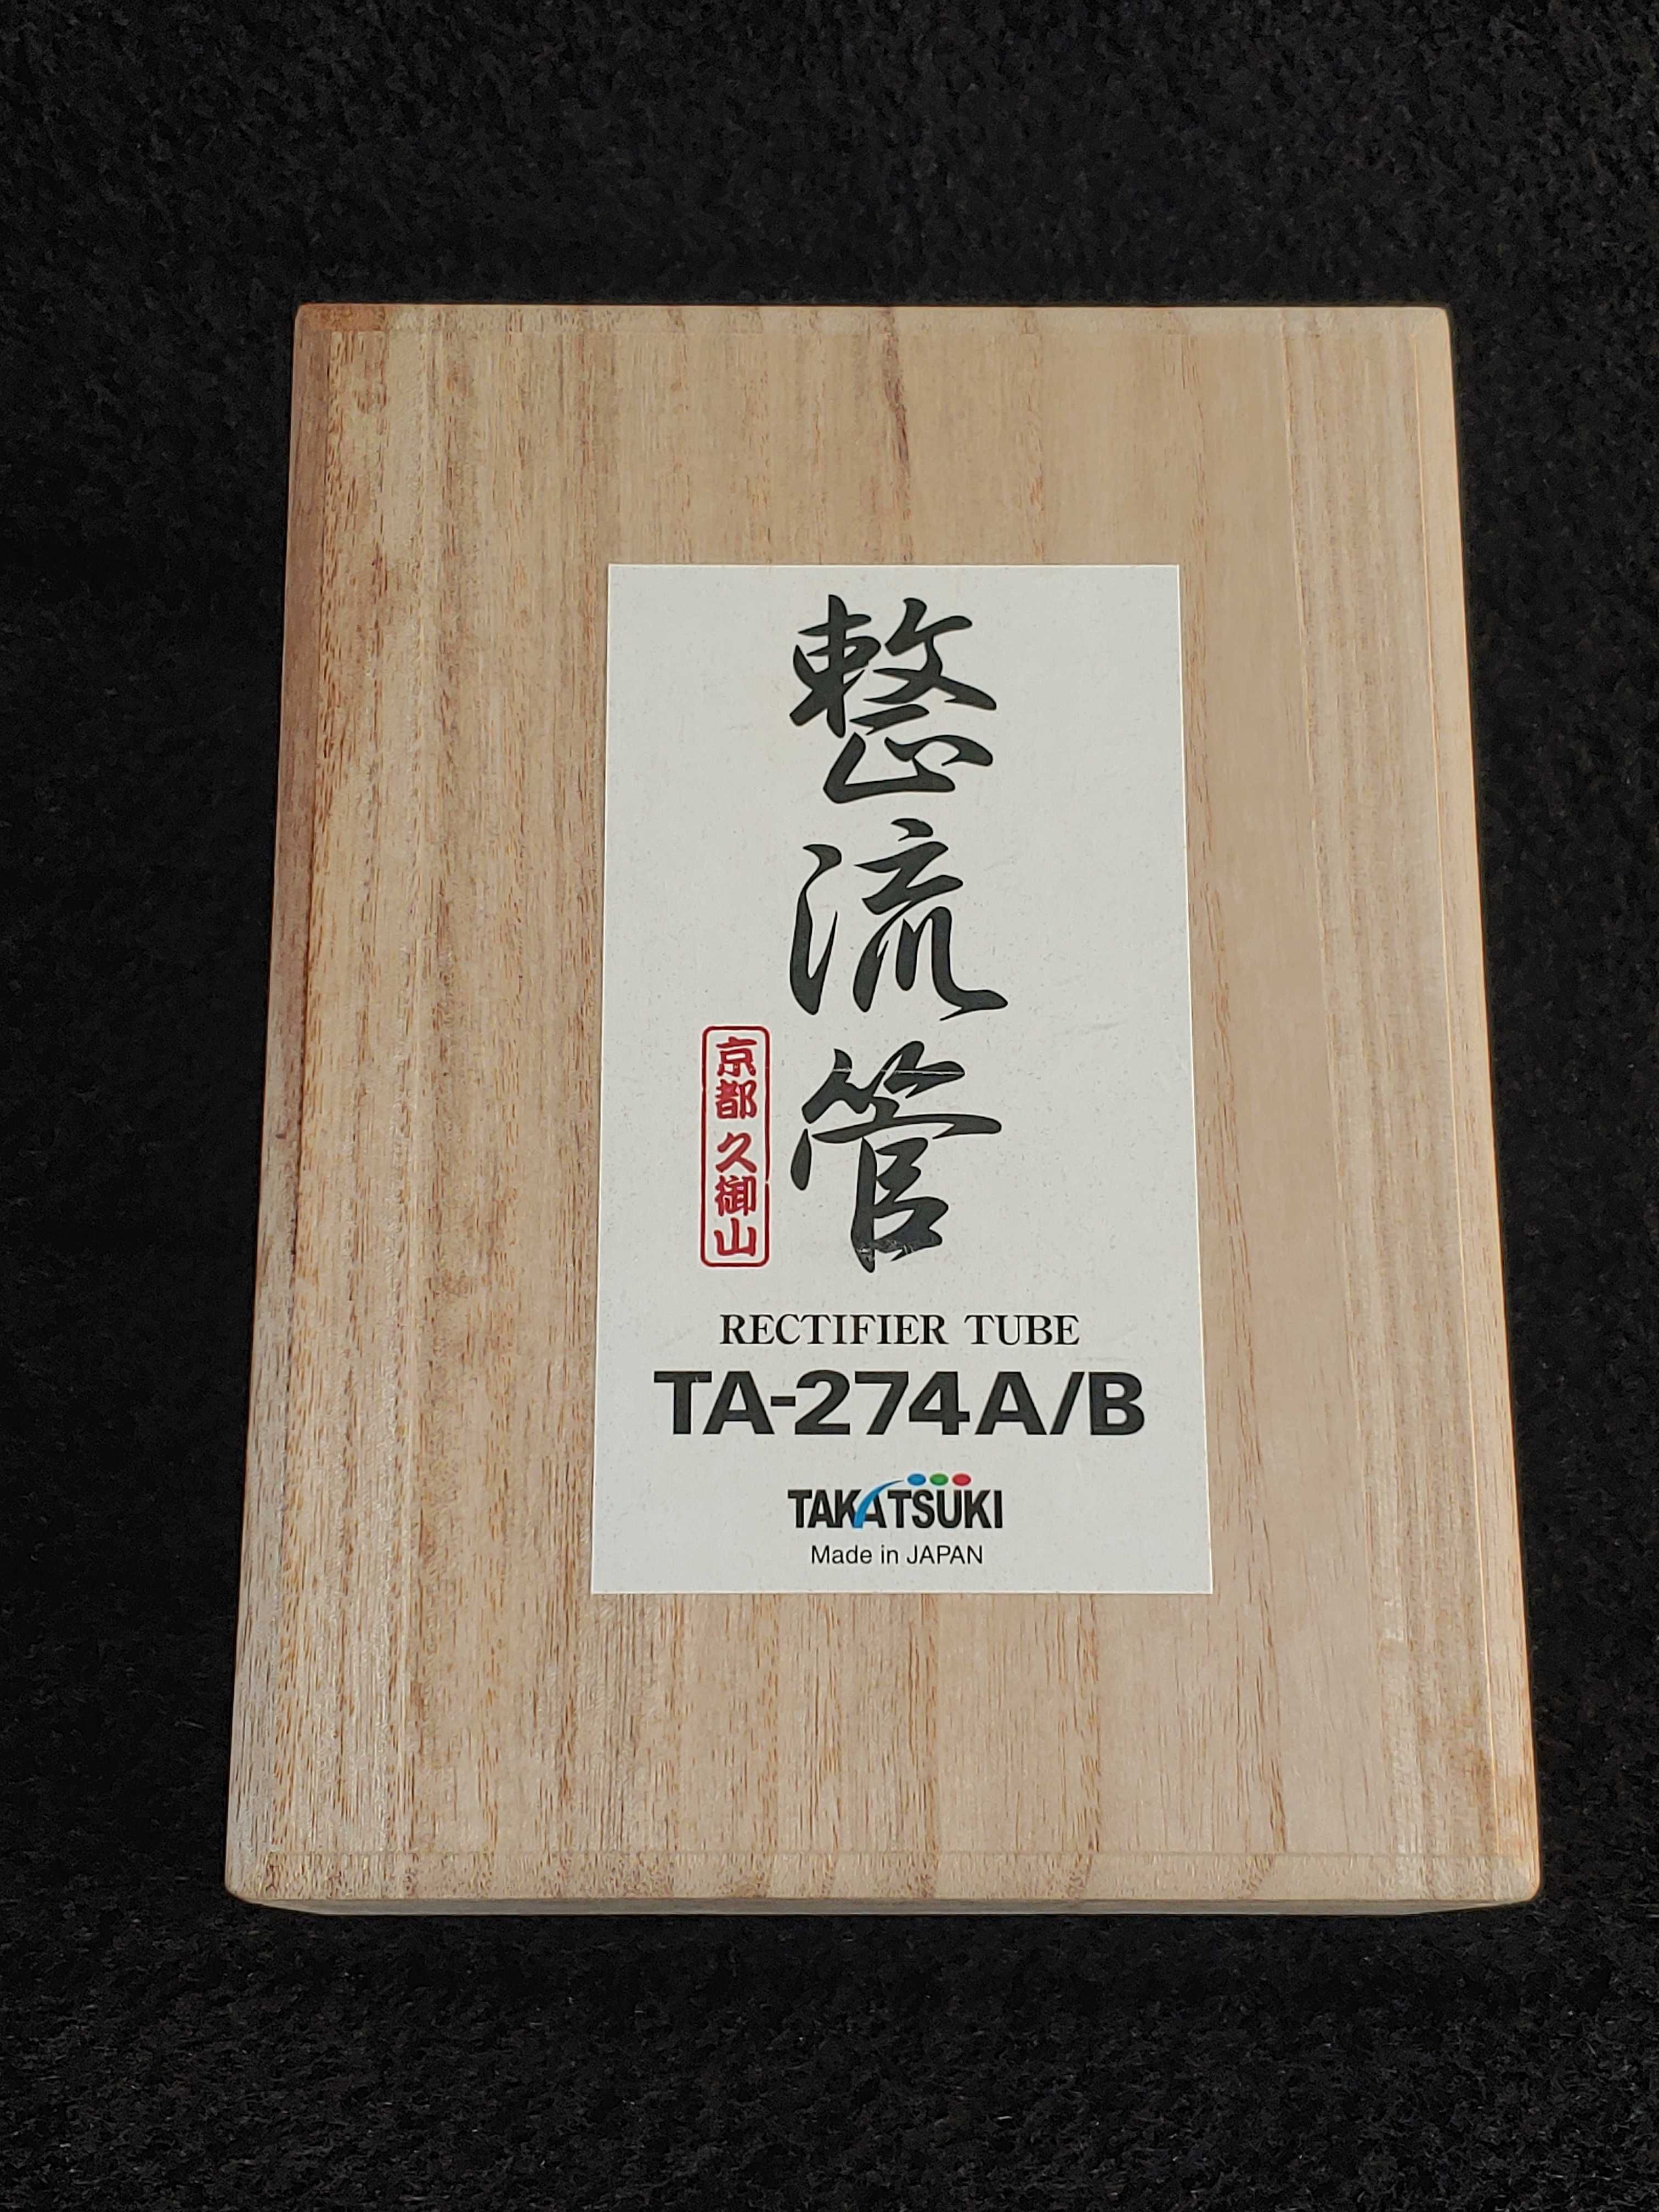 整流管
京都 久御山
RECTIFIER TUBE
TA-274A/B
TAKATSUKI
Made in JAPAN